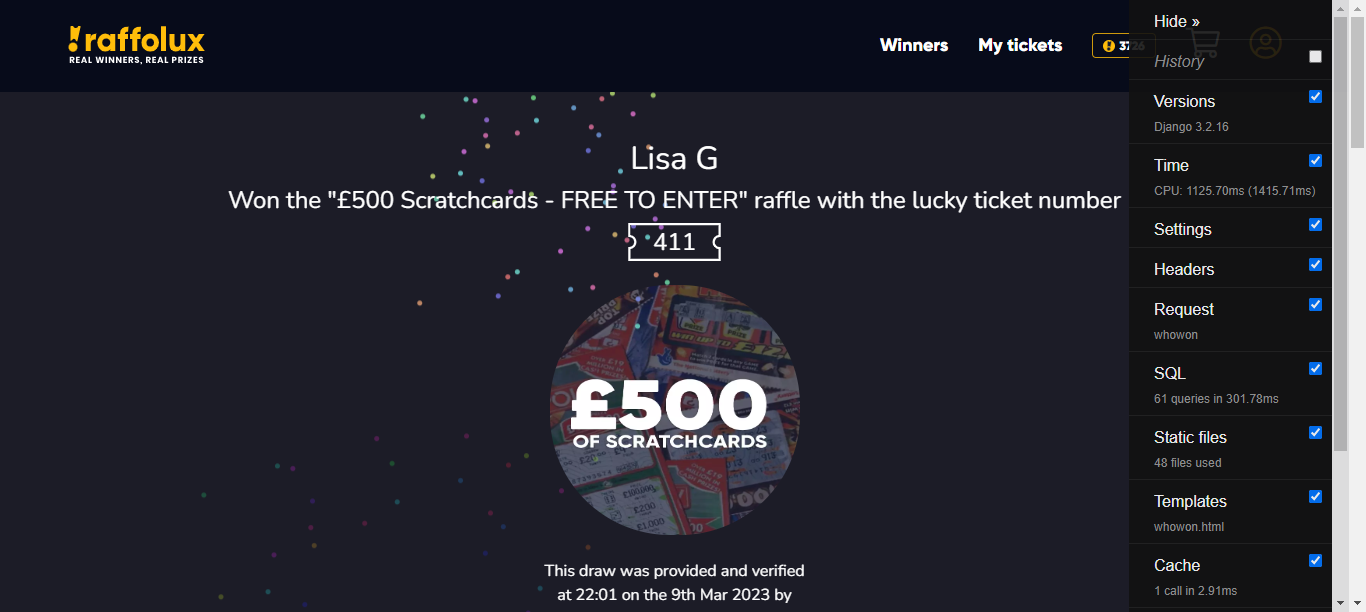 raffolux
REAL WINNERS, REAL PRIZES
Winners
My tickets
3726
Lisa G
Won the "£500 Scratchcards - FREE TO ENTER" raffle with the lucky ticket number
411
£500
OF SCRATCHCARDS
This draw was provided and verified
at 22:01 on the 9th Mar 2023 by
Hide »
History
Versions
Django 3.2.16
Time
CPU: 1125.70ms (1415.71ms)
Settings
Headers
Request
whowon
SQL
61 queries in 301.78ms
Static files
48 files used
Templates
whowon.html
Cache
1 call in 2.91ms